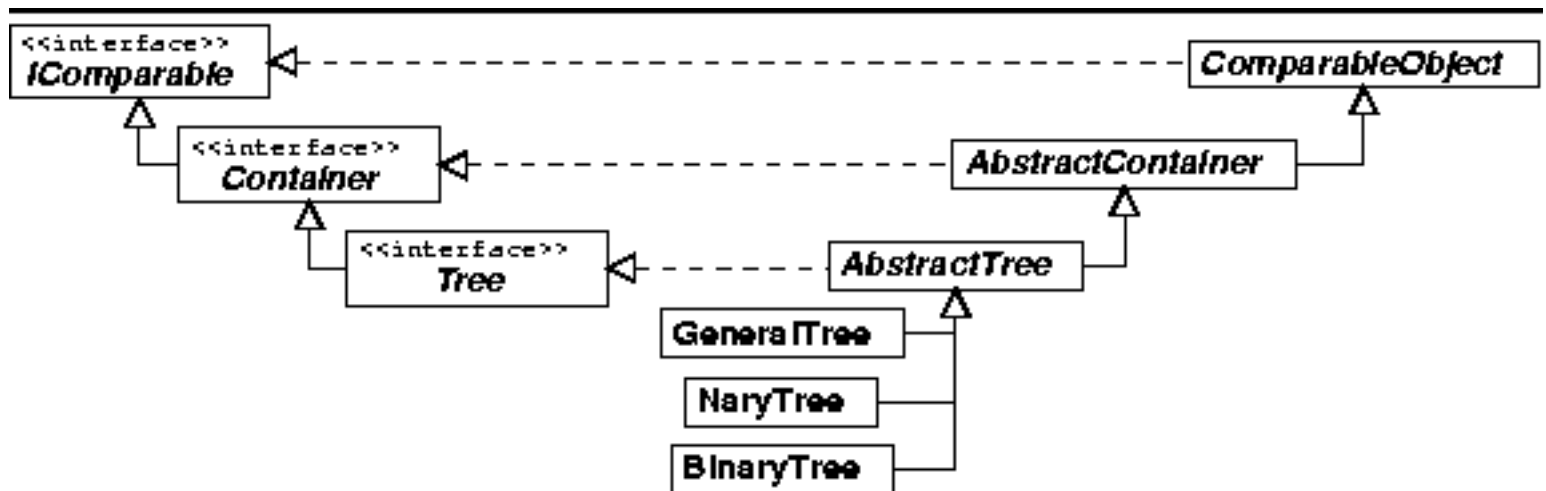 <<interface>>
IComparable
ComparableObject
<<interface>>
Container
AbstractContainer
<<interface>>
Tree
AbstractTree
GeneralTree
NaryTree
BinaryTree